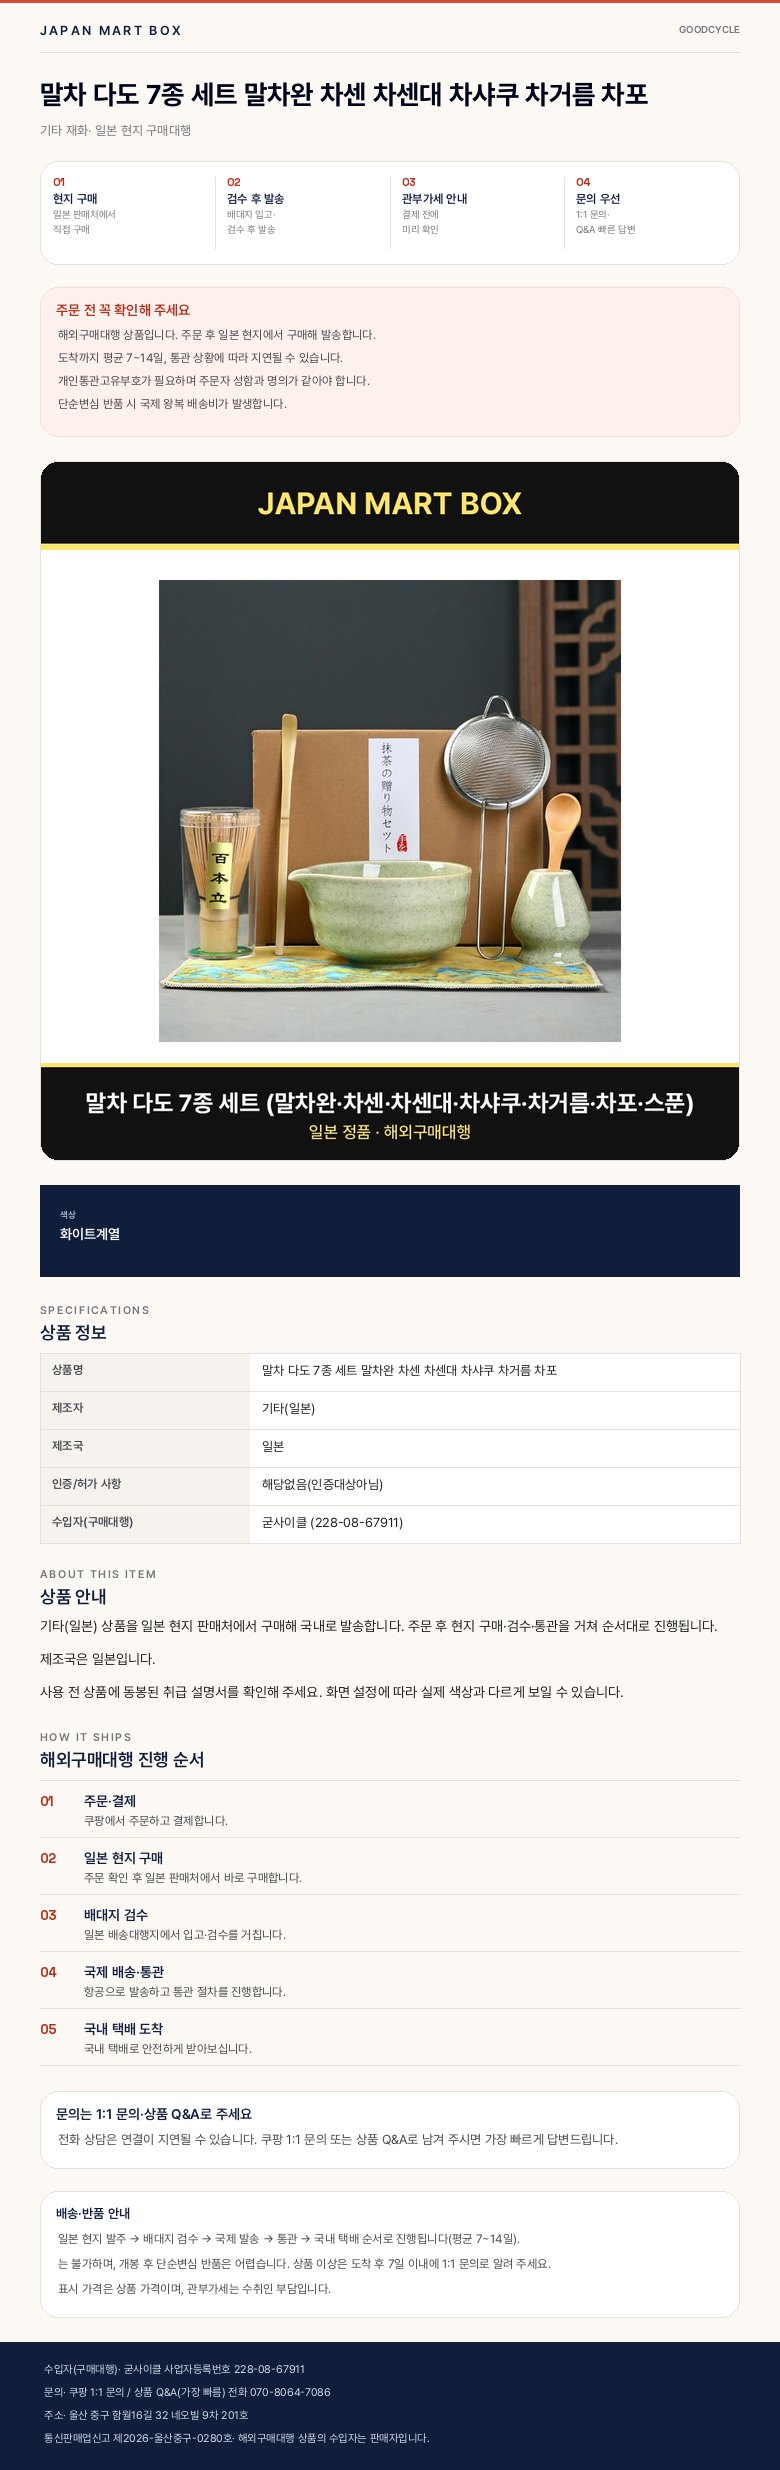 JAPAN MART BOX
GOODCYCLE
말차 다도 7종 세트 말차완 차센 차센대 차샤쿠 차거름 차포
기타 재화· 일본 현지 구매대행
01
현지 구매
일본 판매처에서
직접 구매
02
검수 후 발송
배대지 입고·
검수 후 발송
03
관부가세 안내
결제 전에
미리 확인
04
문의 우선
1:1 문의·
Q&A 빠른 답변
주문 전 꼭 확인해 주세요
해외구매대행 상품입니다. 주문 후 일본 현지에서 구매해 발송합니다.
도착까지 평균 7~14일, 통관 상황에 따라 지연될 수 있습니다.
개인통관고유부호가 필요하며 주문자 성함과 명의가 같아야 합니다.
단순변심 반품 시 국제 왕복 배송비가 발생합니다.
JAPAN MART BOX
抹茶の贈り物セット
百本立
말차 다도 7종 세트 (말차완·차센·차센대·차샤쿠·차거름·차포·스푼)
일본 정품 · 해외구매대행
색상
화이트계열
SPECIFICATIONS
상품 정보
상품명 말차 다도 7종 세트 말차완 차센 차센대 차샤쿠 차거름 차포
제조자 기타(일본)
제조국 일본
인증/허가 사항 해당없음(인증대상아님)
수입자(구매대행) 굳사이클 (228-08-67911)
ABOUT THIS ITEM
상품 안내
기타(일본) 상품을 일본 현지 판매처에서 구매해 국내로 발송합니다. 주문 후 현지 구매·검수·통관을 거쳐 순서대로 진행됩니다.
제조국은 일본입니다.
사용 전 상품에 동봉된 취급 설명서를 확인해 주세요. 화면 설정에 따라 실제 색상과 다르게 보일 수 있습니다.
HOW IT SHIPS
해외구매대행 진행 순서
01 주문·결제
쿠팡에서 주문하고 결제합니다.
02 일본 현지 구매
주문 확인 후 일본 판매처에서 바로 구매합니다.
03 배대지 검수
일본 배송대행지에서 입고·검수를 거칩니다.
04 국제 배송·통관
항공으로 발송하고 통관 절차를 진행합니다.
05 국내 택배 도착
국내 택배로 안전하게 받아보십니다.
문의는 1:1 문의·상품 Q&A로 주세요
전화 상담은 연결이 지연될 수 있습니다. 쿠팡 1:1 문의 또는 상품 Q&A로 남겨 주시면 가장 빠르게 답변드립니다.
배송·반품 안내
일본 현지 발주 → 배대지 검수 → 국제 발송 → 통관 → 국내 택배 순서로 진행됩니다(평균 7~14일).
는 불가하며, 개봉 후 단순변심 반품은 어렵습니다. 상품 이상은 도착 후 7일 이내에 1:1 문의로 알려 주세요.
표시 가격은 상품 가격이며, 관부가세는 수취인 부담입니다.
수입자(구매대행)· 굳사이클 사업자등록번호 228-08-67911
문의· 쿠팡 1:1 문의 / 상품 Q&A(가장 빠름) 전화 070-8064-7086
주소· 울산 중구 함월16길 32 네오빌 9차 201호
통신판매업신고 제2026-울산중구-0280호· 해외구매대행 상품의 수입자는 판매자입니다.